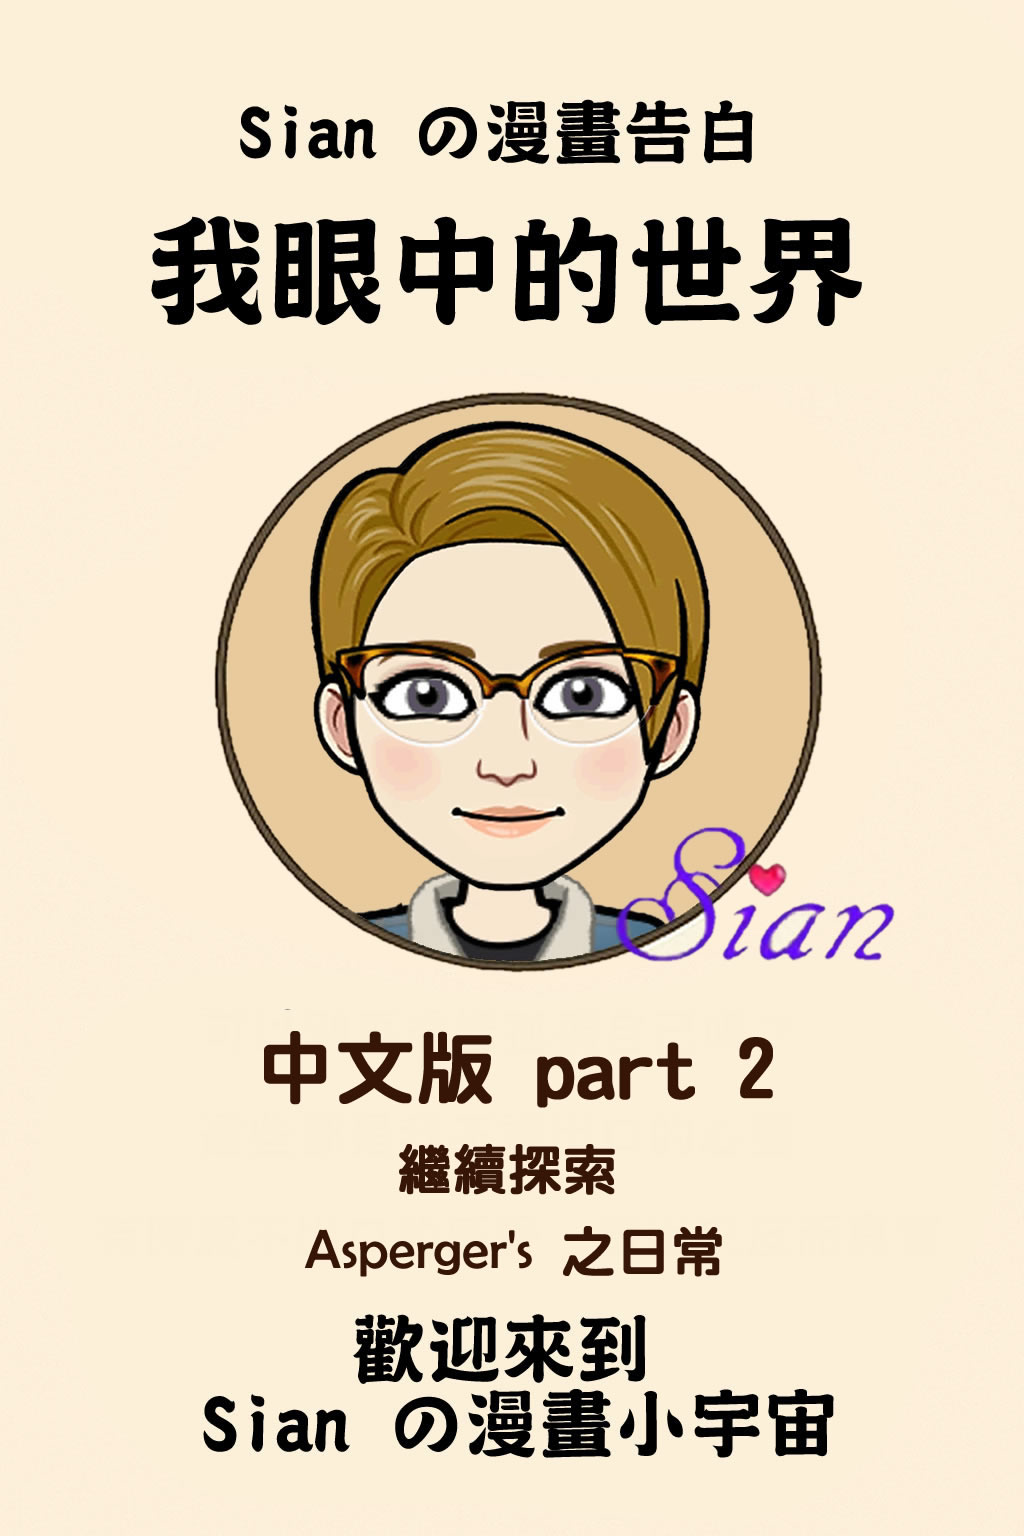 Sian の漫畫告白
我眼中的世界
Sian
中文版 part 2
繼續探索
Asperger's 之日常
歡迎來到
Sian の漫畫小宇宙